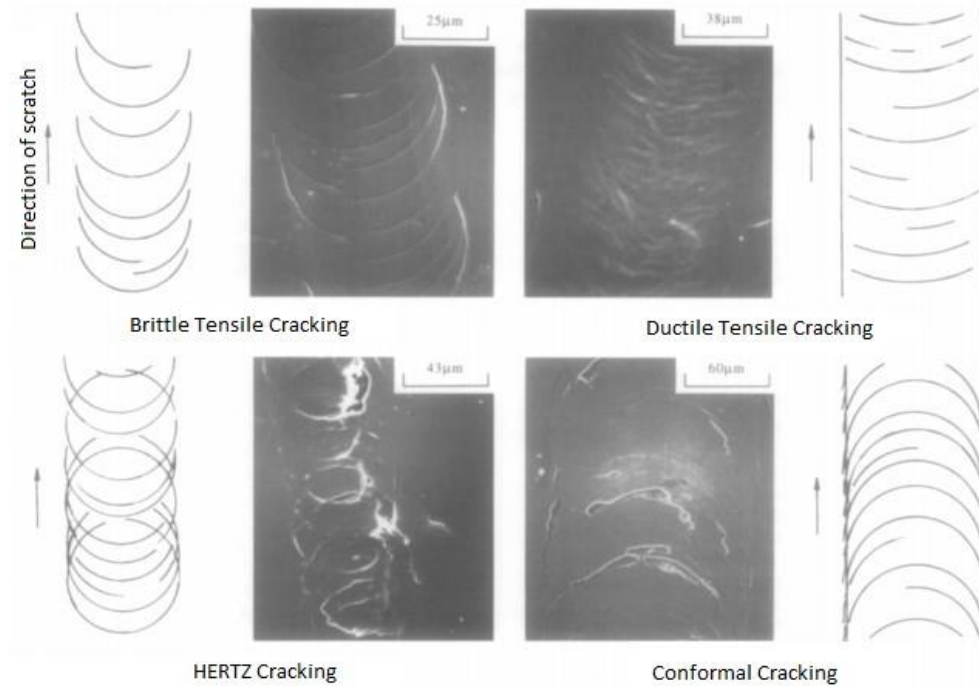 Direction of scratch
25μm
38μm
Brittle Tensile Cracking
Ductile Tensile Cracking
43μm
60μm
HERTZ Cracking
Conformal Cracking